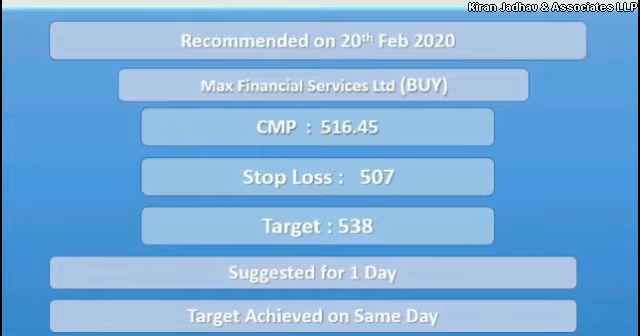 Kiran Jadhav & Associates LLP
Recommended on 20th Feb 2020
Max Financial Services Ltd (BUY)
CMP : 516.45
Stop Loss : 507
Target : 538
Suggested for 1 Day
Target Achieved on Same Day